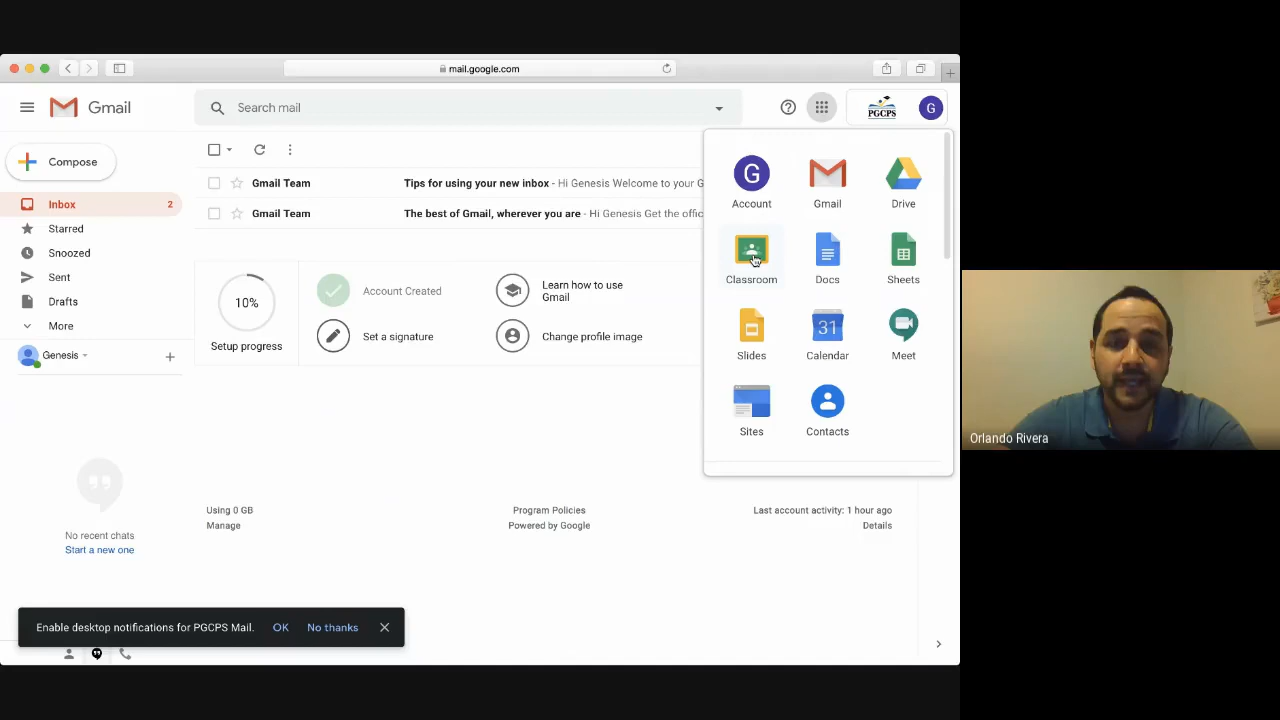 mail.google.com
Gmail
Search mail
PGCPS
G
Compose
Inbox 2
Starred
Snoozed
Sent
Drafts
More
Genesis
No recent chats
Start a new one
Gmail Team Tips for using your new inbox - Hi Genesis Welcome to your G
Gmail Team The best of Gmail, wherever you are - Hi Genesis Get the offic
10%
Setup progress
Account Created
Set a signature
Learn how to use
Gmail
Change profile image
G
Account
Gmail
Drive
Classroom
Docs
Sheets
Slides
31
Calendar
Meet
Sites
Contacts
Using 0 GB
Manage
Program Policies
Powered by Google
Last account activity: 1 hour ago
Details
Enable desktop notifications for PGCPS Mail. OK No thanks
Orlando Rivera